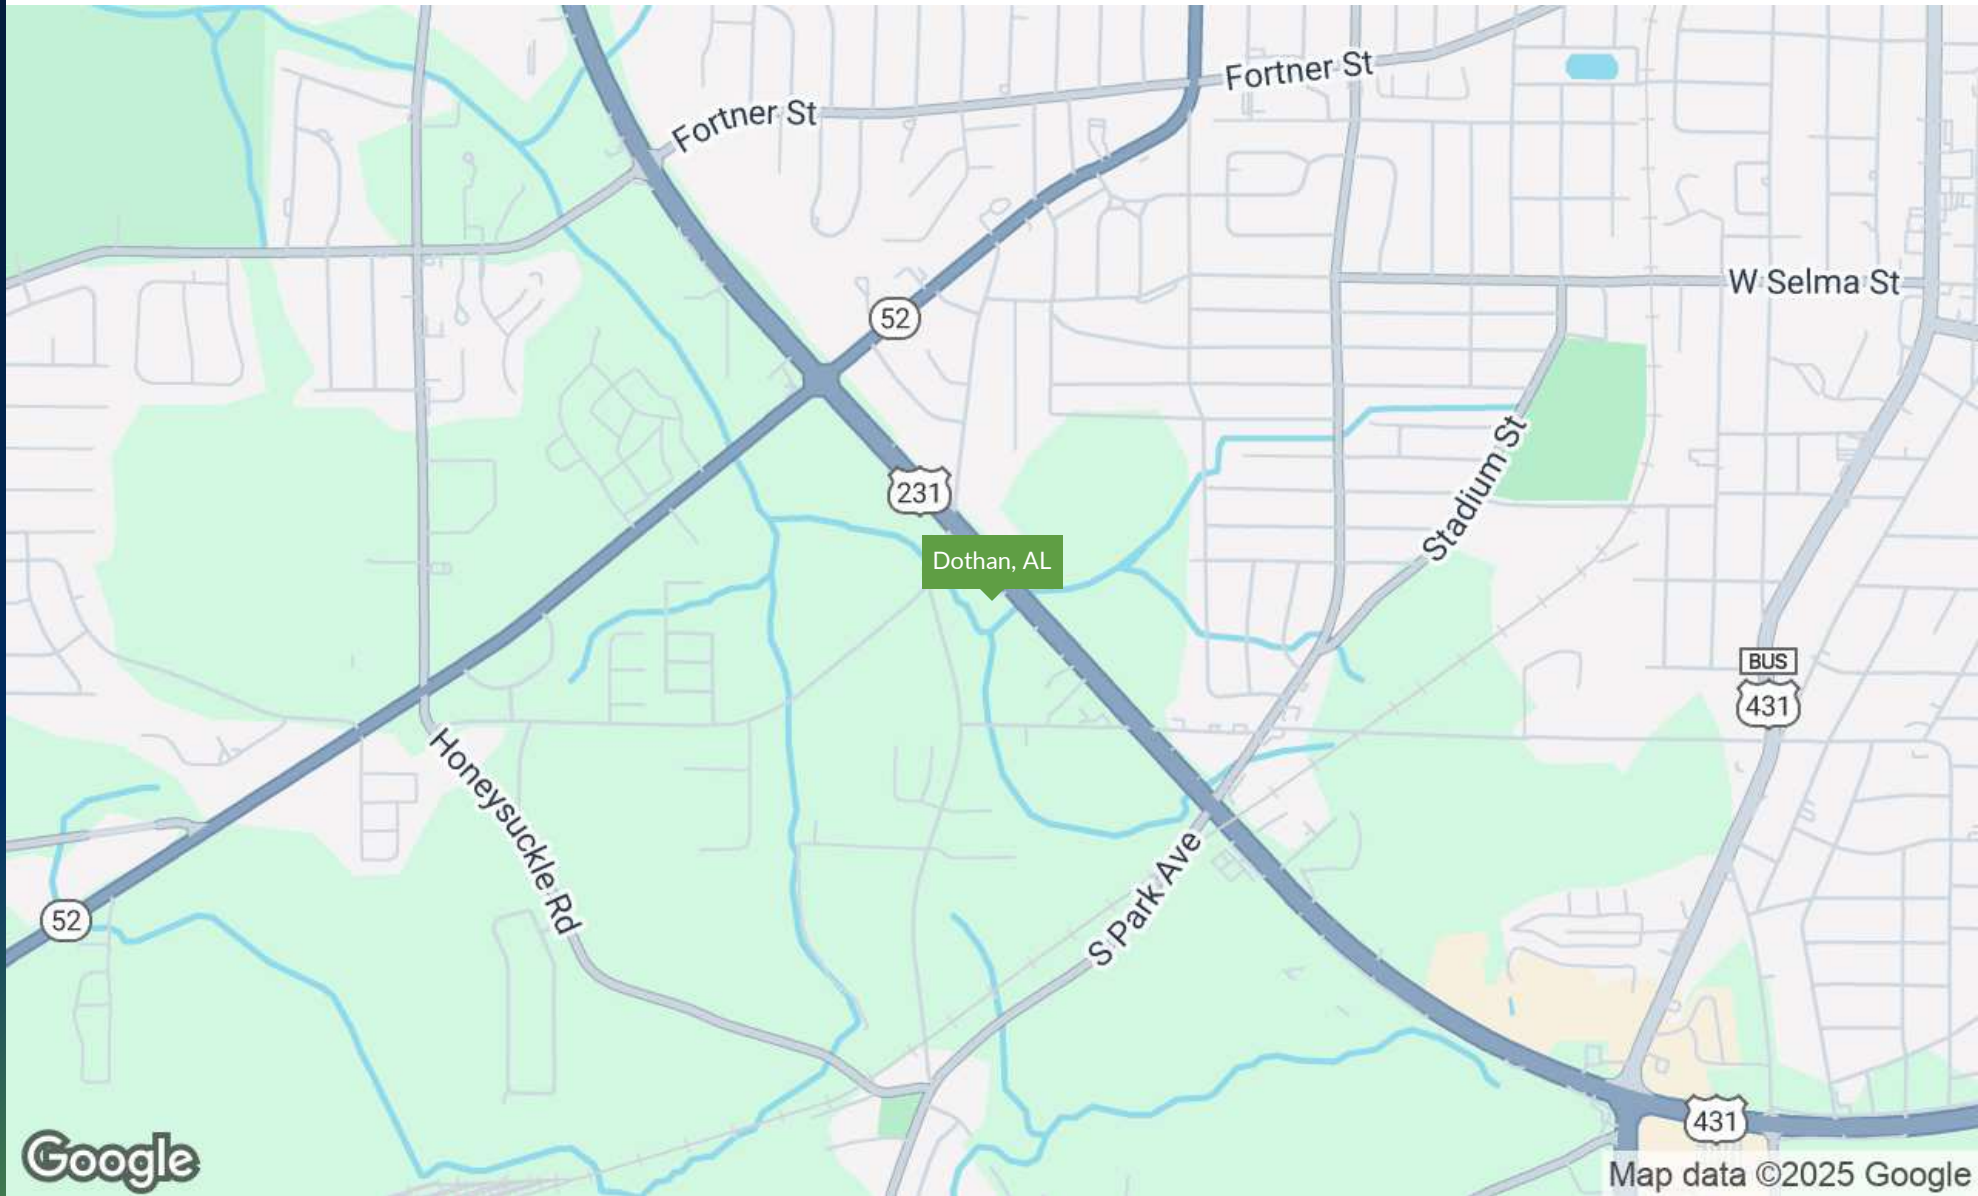 Fortner St
Fortner St
52
W Selma St
231
Stadium St
Dothan, AL
BUS
431
Honeysuckle Rd
S Park Ave
52
431
Google
Map data ©2025 Google